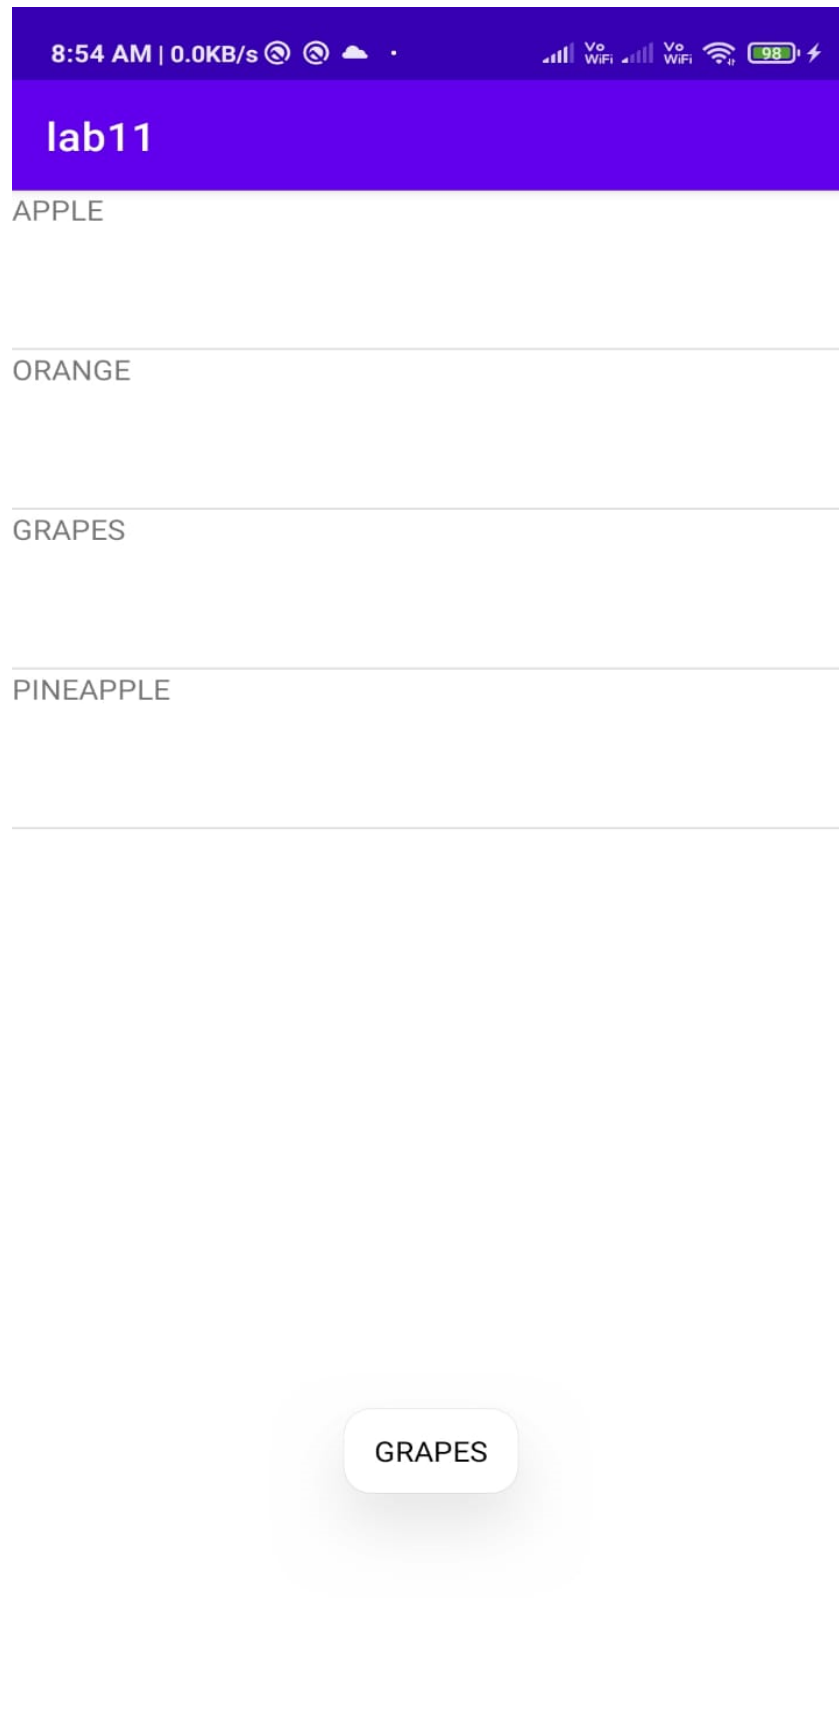 8:54 AM | 0.0KB/s Vo WiFi Vo WiFi 98
lab11
APPLE
ORANGE
GRAPES
PINEAPPLE
GRAPES